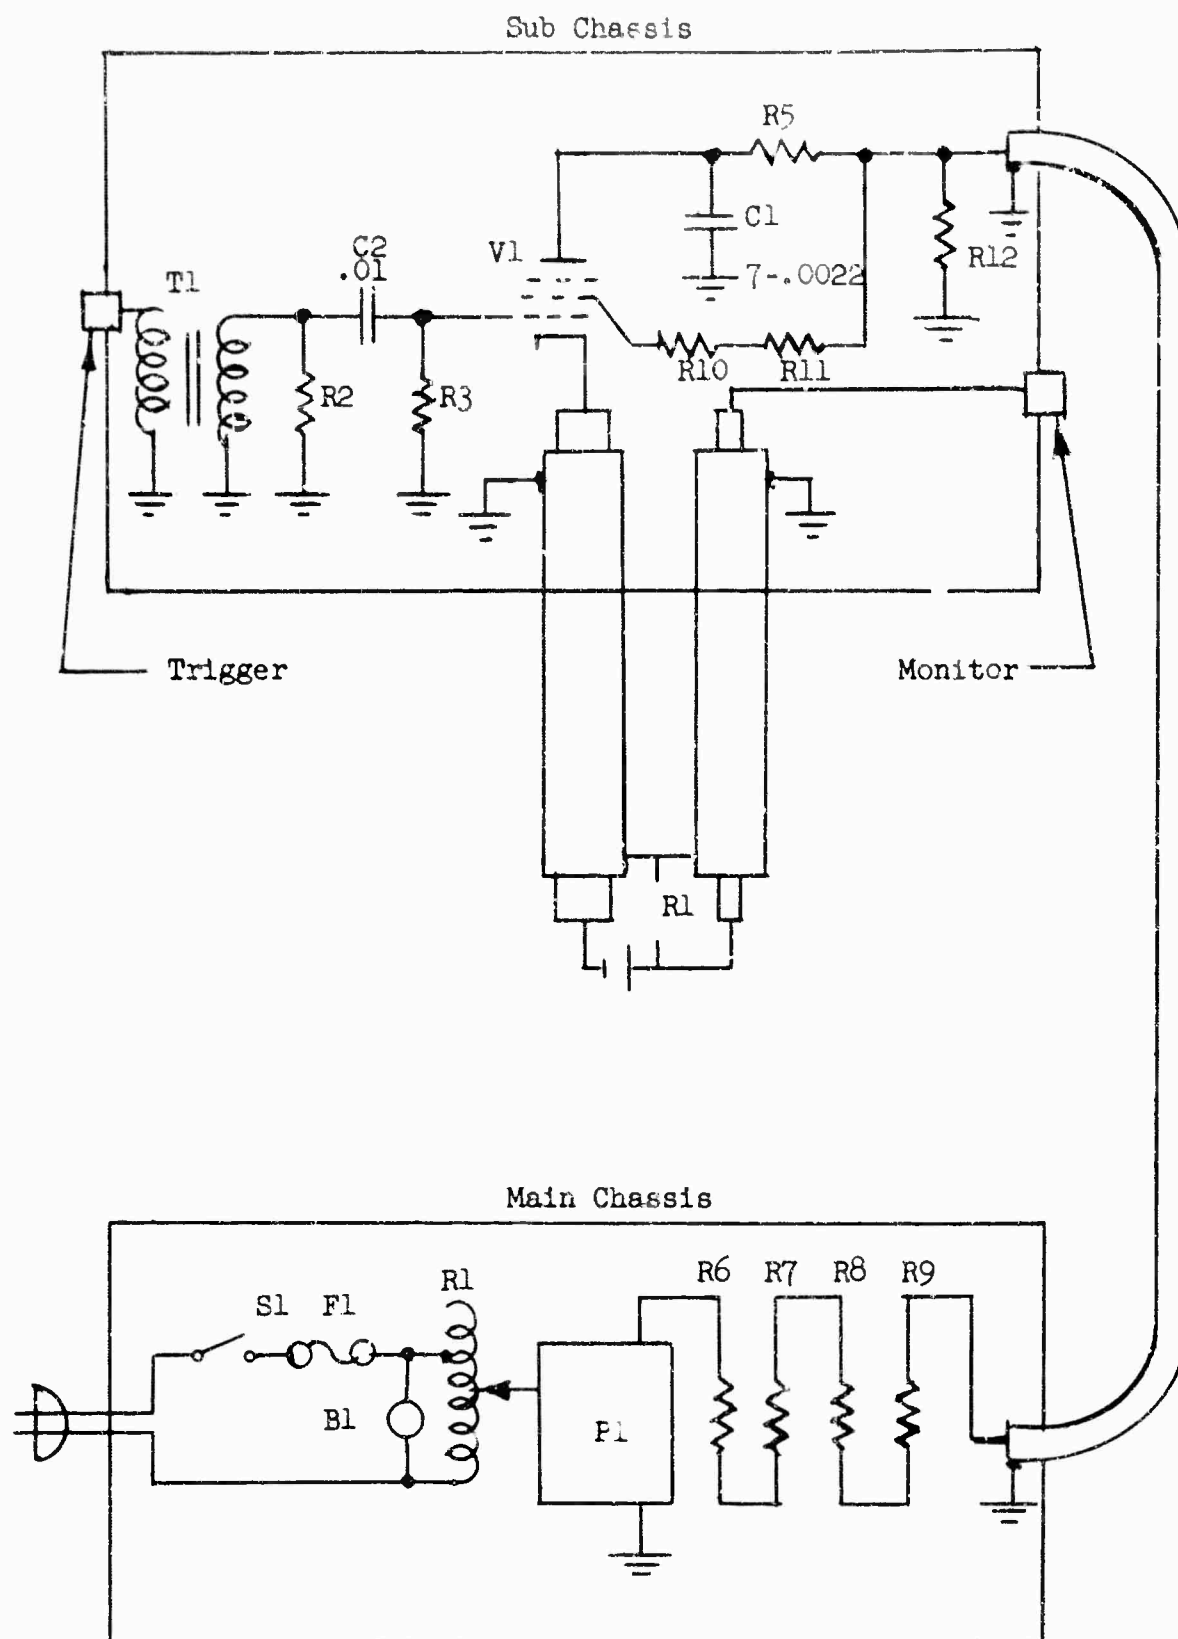 Sub Chassis
R5
C1
V1
C2
.01
T1
7-.0022
R12
R10 R11
R2 R3
Trigger
Monitor
R1
Main Chassis
R6 R7 R8 R9
R1
S1 F1
B1
P1